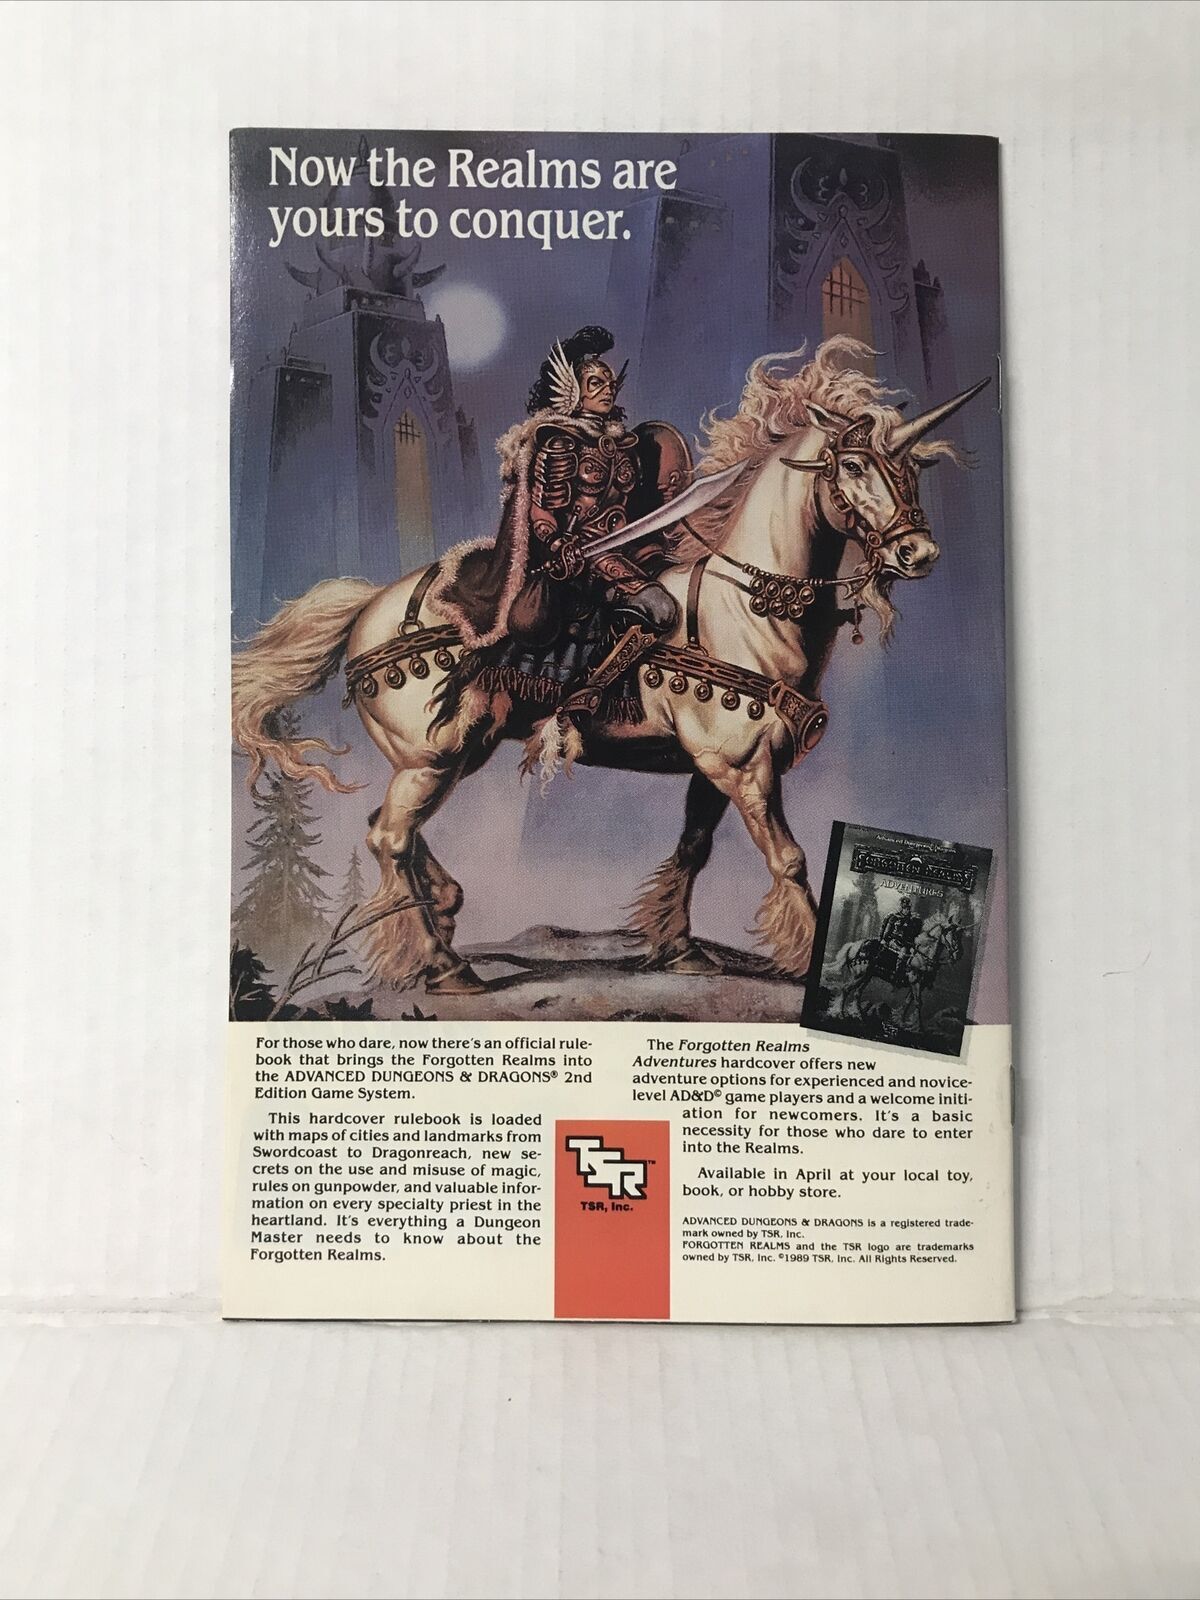 Now the Realms are
yours to conquer.
Advanced Dungeons & Dragons
FORGOTTEN REALMS
ADVENTURES
For those who dare, now there's an official rule-
book that brings the Forgotten Realms into
the ADVANCED DUNGEONS & DRAGONS® 2nd
Edition Game System.
This hardcover rulebook is loaded
with maps of cities and landmarks from
Swordcoast to Dragonreach, new se-
crets on the use and misuse of magic,
rules on gunpowder, and valuable infor-
mation on every specialty priest in the
heartland. It's everything a Dungeon
Master needs to know about the
Forgotten Realms.
TSR™
TSR, Inc.
The Forgotten Realms
Adventures hardcover offers new
adventure options for experienced and novice-
level AD&D© game players and a welcome initi-
ation for newcomers. It's a basic
necessity for those who dare to enter
into the Realms.
Available in April at your local toy,
book, or hobby store.
ADVANCED DUNGEONS & DRAGONS is a registered trade-
mark owned by TSR, Inc.
FORGOTTEN REALMS and the TSR logo are trademarks
owned by TSR, Inc. ©1989 TSR, Inc. All Rights Reserved.